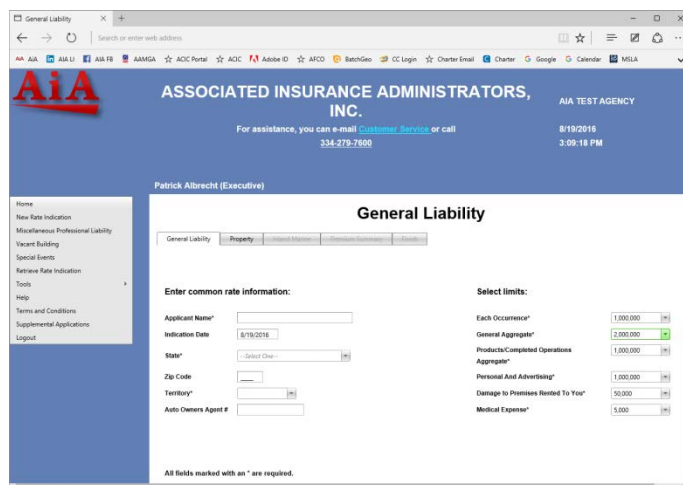 General Liability
Search or enter web address
AA AIA AIA LI AIA FB AAMGA ACIC Portal ACIC Adobe ID AFCO BatchGeo CC Login Charter Email Charter Google Calendar MSLA
AiA
ASSOCIATED INSURANCE ADMINISTRATORS,
INC.
For assistance, you can e-mail Customer Service or call
334-279-7600
AIA TEST AGENCY
8/19/2016
3:09:18 PM
Patrick Albrecht (Executive)
Home
New Rate Indication
Miscellaneous Professional Liability
Vacant Building
Special Events
Retrieve Rate Indication
Tools
Help
Terms and Conditions
Supplemental Applications
Logout
General Liability
General Liability Property Inland Marine Premium Summary Finish
Enter common rate information:
Applicant Name*
Indication Date 8/19/2016
State* --Select One--
Zip Code
Territory*
Auto Owners Agent #
Select limits:
Each Occurrence* 1,000,000
General Aggregate* 2,000,000
Products/Completed Operations
Aggregate* 1,000,000
Personal And Advertising* 1,000,000
Damage to Premises Rented To You* 50,000
Medical Expense* 5,000
All fields marked with an * are required.